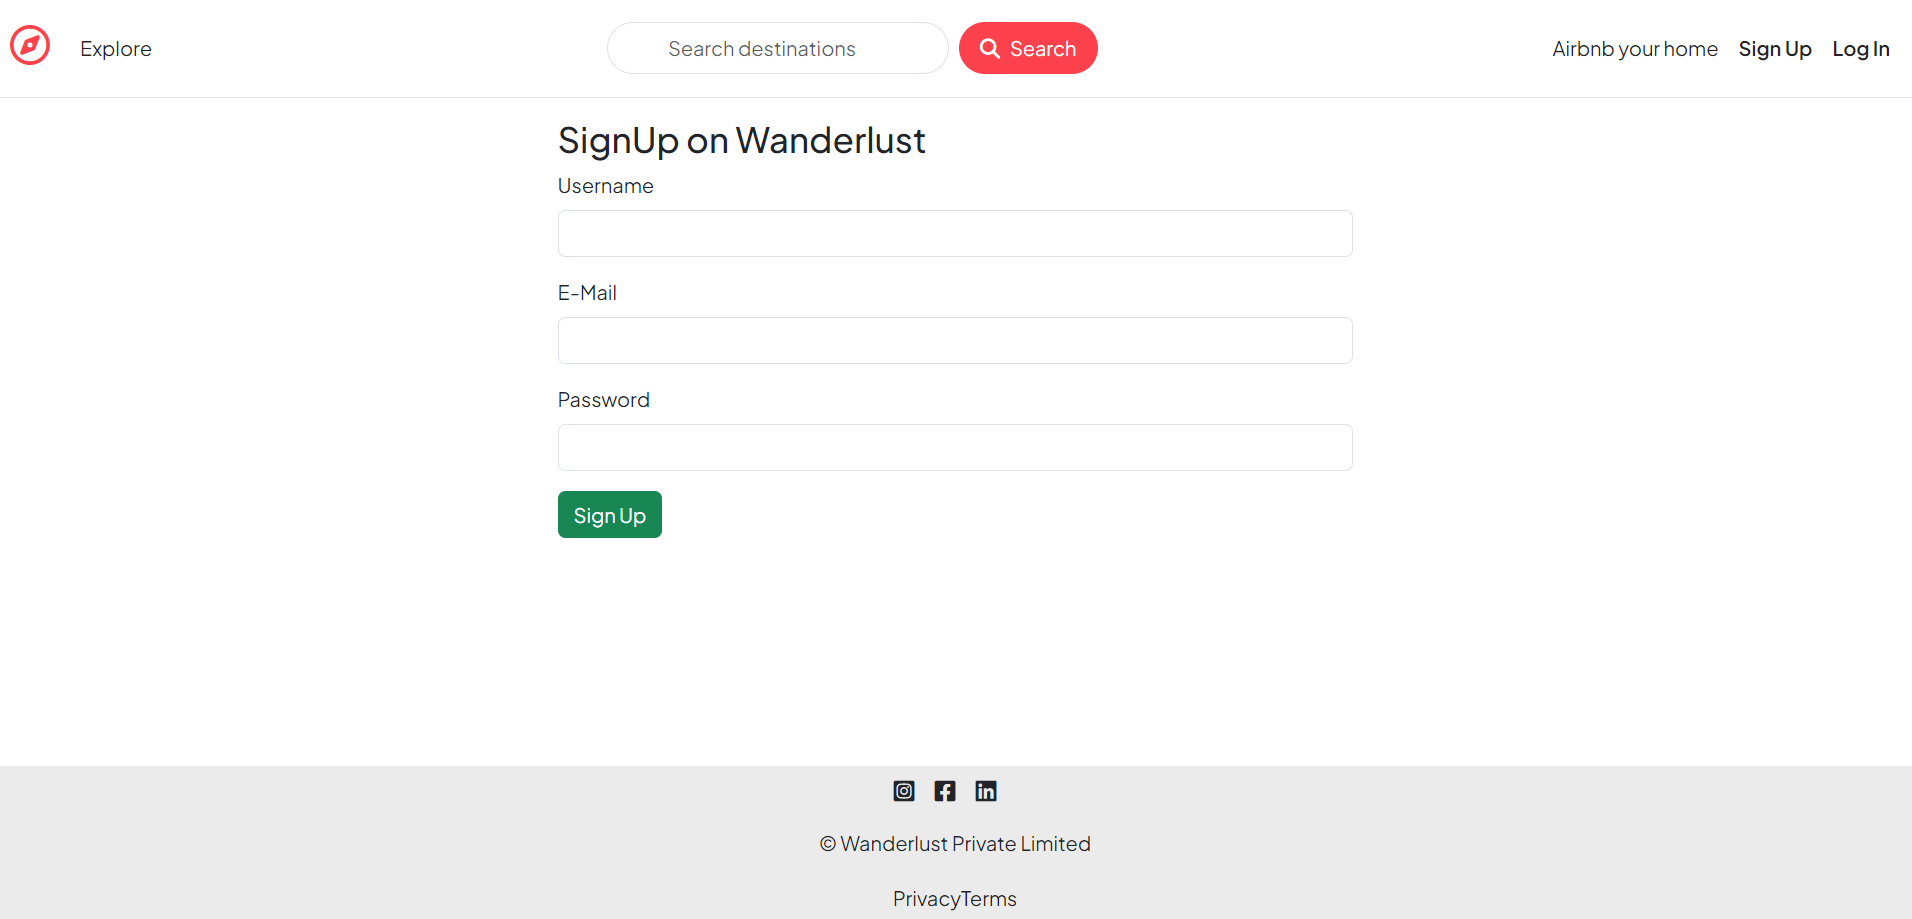 Explore Search destinations Search Airbnb your home Sign Up Log In
SignUp on Wanderlust
Username
E-Mail
Password
Sign Up
© Wanderlust Private Limited
PrivacyTerms